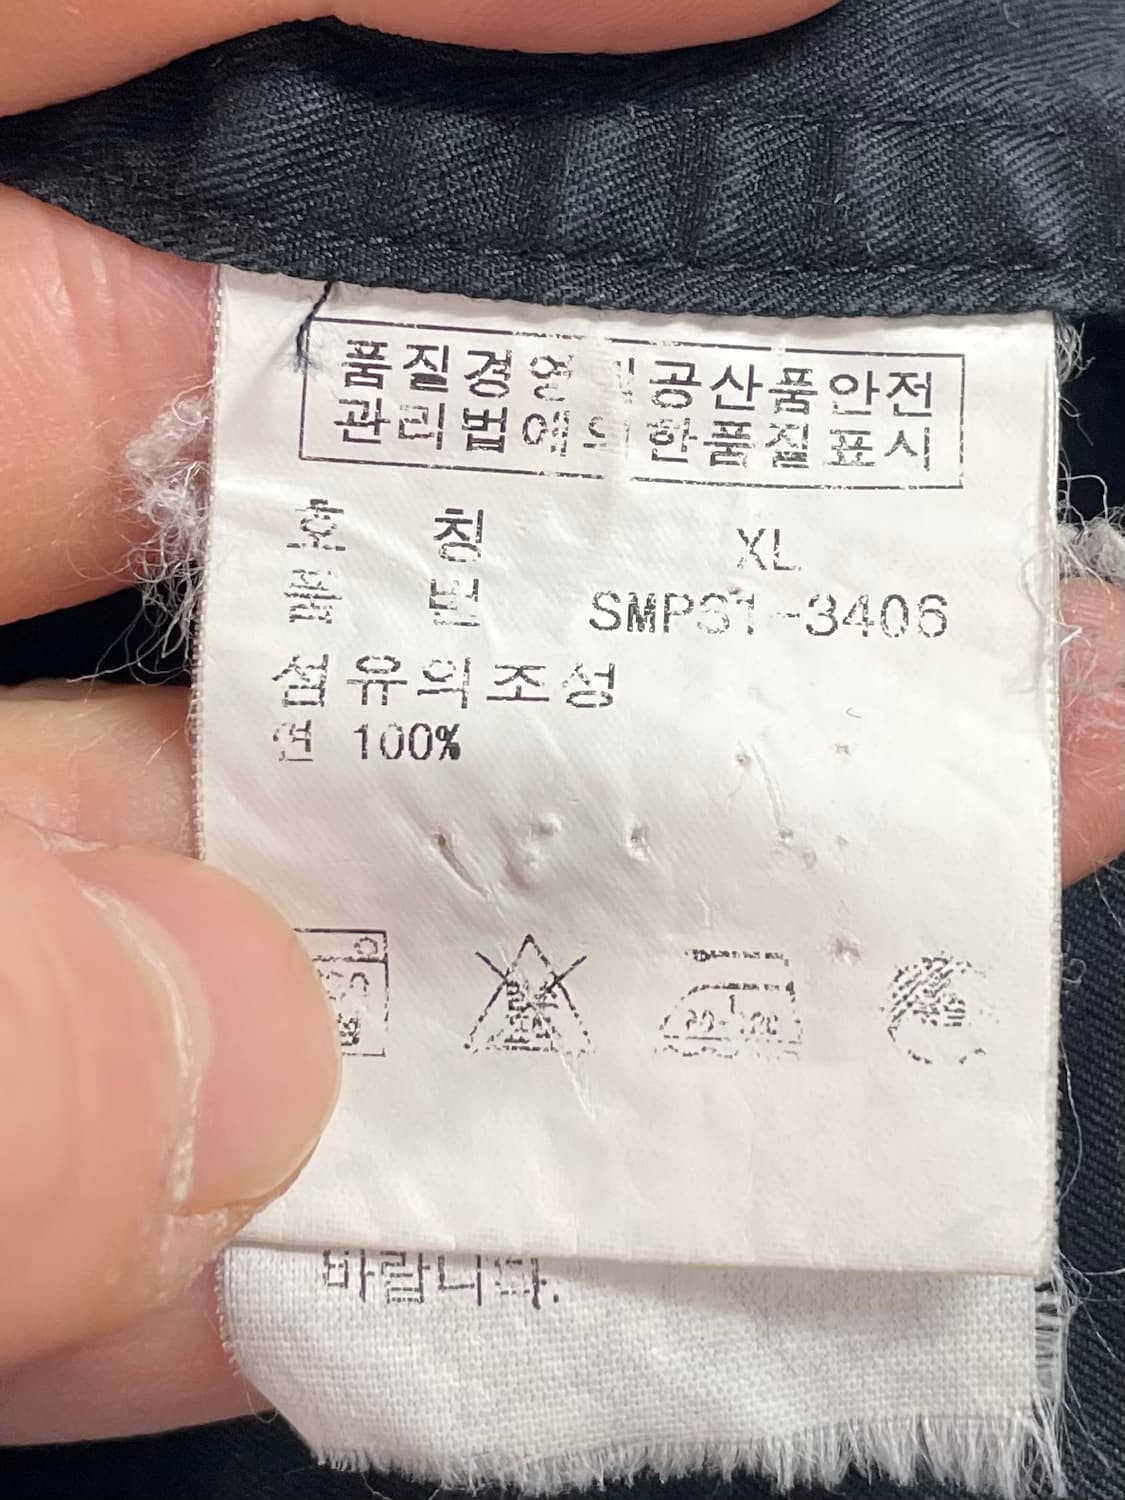 품질경영 및 공산품안전
관리법에 의한 품질표시
호 칭 XL
품 번 SMPS1-3406
섬유의조성
면 100%
바랍니다.